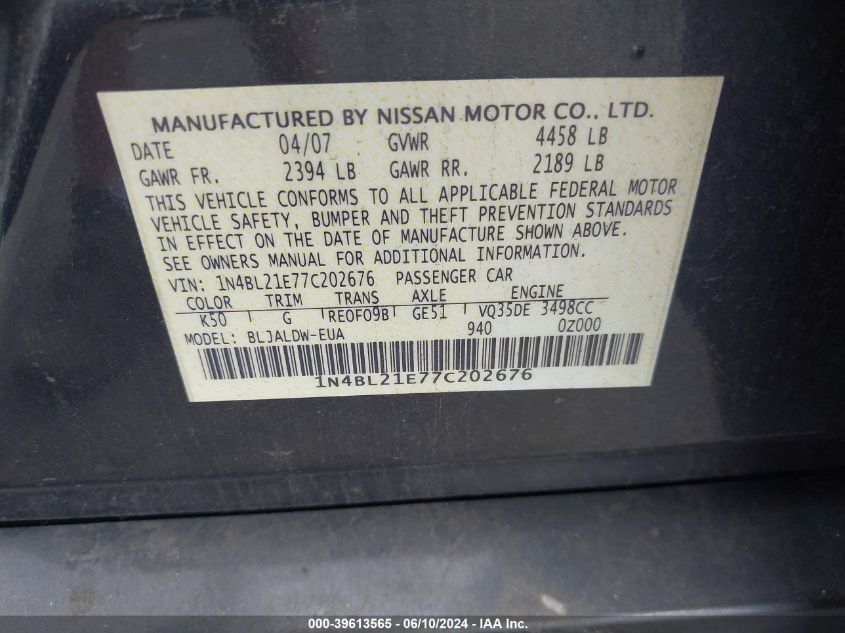 MANUFACTURED BY NISSAN MOTOR CO., LTD.
DATE 04/07 GVWR 4458 LB
GAWR FR. 2394 LB GAWR RR. 2189 LB
THIS VEHICLE CONFORMS TO ALL APPLICABLE FEDERAL MOTOR
VEHICLE SAFETY, BUMPER AND THEFT PREVENTION STANDARDS
IN EFFECT ON THE DATE OF MANUFACTURE SHOWN ABOVE.
SEE OWNERS MANUAL FOR ADDITIONAL INFORMATION.
VIN: 1N4BL21E77C202676 PASSENGER CAR
COLOR TRIM TRANS AXLE ENGINE
K50 G RE0F09B GE51 VQ35DE 3498CC
MODEL: BLJALDW-EUA 940 0Z000
1N4BL21E77C202676
000-39613565 - 06/10/2024 - IAA Inc.